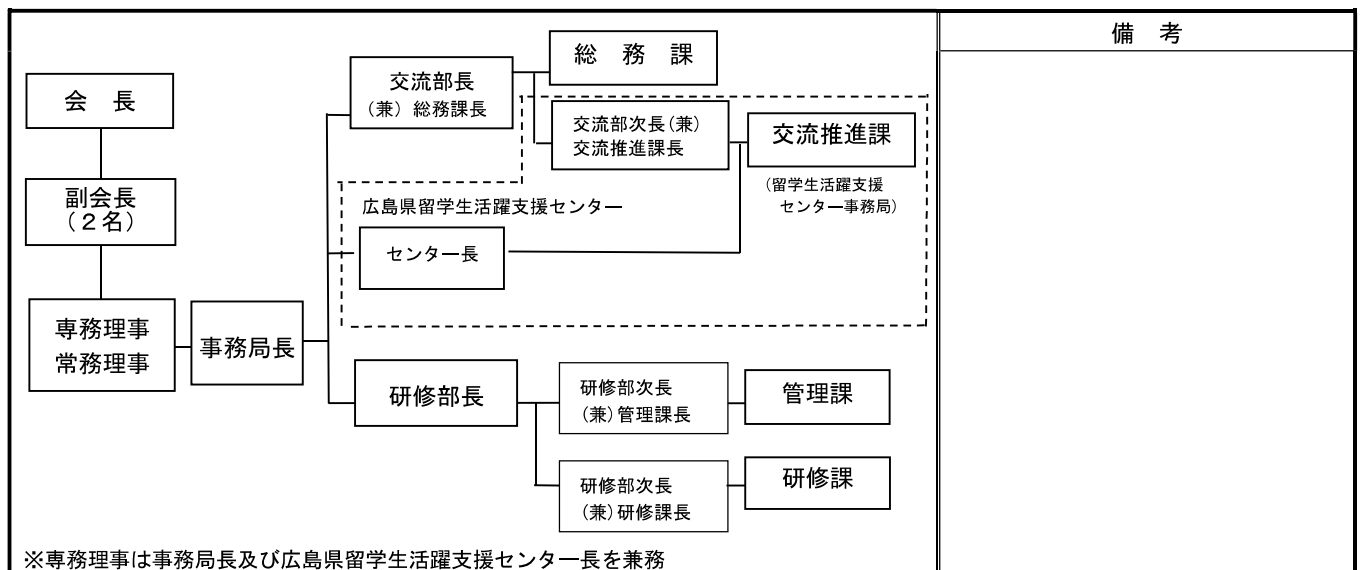 備 考
会 長
副会長
(2名)
専務理事
常務理事
事務局長
交流部長
(兼)総務課長
総 務 課
交流部次長(兼)
交流推進課長
交流推進課
(留学生活躍支援
センター事務局)
広島県留学生活躍支援センター
センター長
研修部長
研修部次長
(兼)管理課長
管理課
研修部次長
(兼)研修課長
研修課
※専務理事は事務局長及び広島県留学生活躍支援センター長を兼務